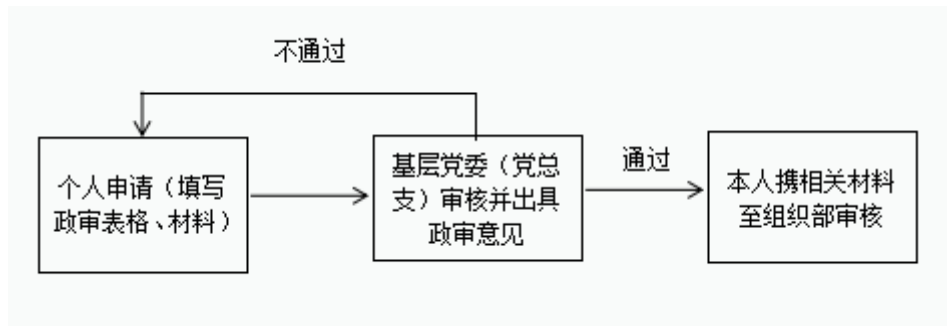 不通过
个人申请（填写
政审表格、材料）
基层党委（党总
支）审核并出具
政审意见
通过
本人携相关材料
至组织部审核